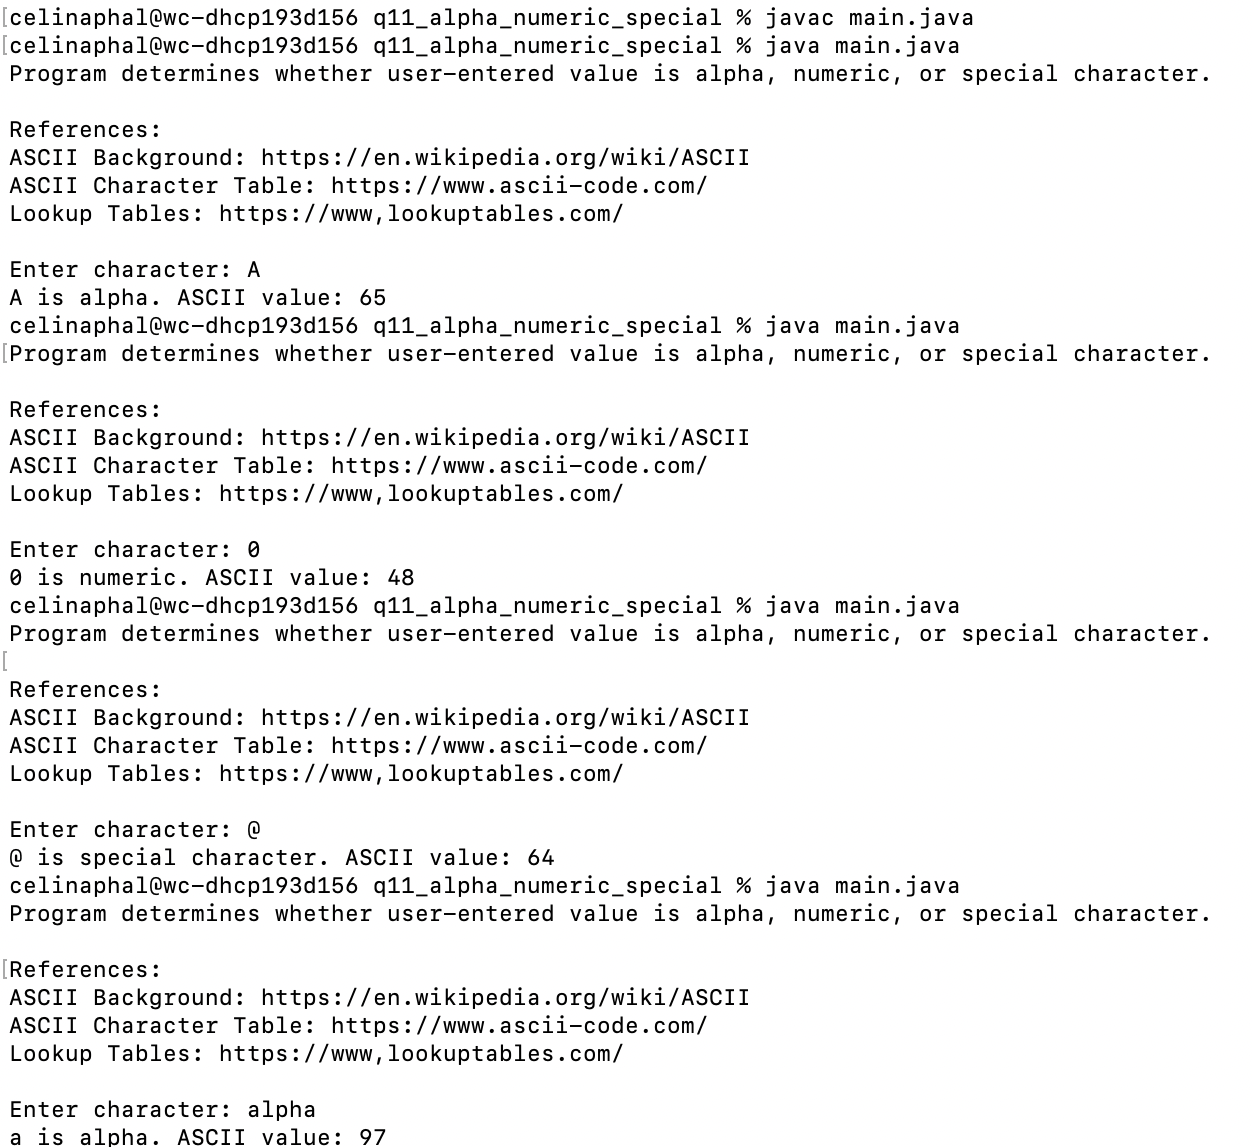 [celinaphal@wc-dhcp193d156 q11_alpha_numeric_special % javac main.java
[celinaphal@wc-dhcp193d156 q11_alpha_numeric_special % java main.java
Program determines whether user-entered value is alpha, numeric, or special character.
References:
ASCII Background: https://en.wikipedia.org/wiki/ASCII
ASCII Character Table: https://www.ascii-code.com/
Lookup Tables: https://www,lookuptables.com/
Enter character: A
A is alpha. ASCII value: 65
celinaphal@wc-dhcp193d156 q11_alpha_numeric_special % java main.java
[Program determines whether user-entered value is alpha, numeric, or special character.
References:
ASCII Background: https://en.wikipedia.org/wiki/ASCII
ASCII Character Table: https://www.ascii-code.com/
Lookup Tables: https://www,lookuptables.com/
Enter character: 0
0 is numeric. ASCII value: 48
celinaphal@wc-dhcp193d156 q11_alpha_numeric_special % java main.java
Program determines whether user-entered value is alpha, numeric, or special character.
[
References:
ASCII Background: https://en.wikipedia.org/wiki/ASCII
ASCII Character Table: https://www.ascii-code.com/
Lookup Tables: https://www,lookuptables.com/
Enter character: @
@ is special character. ASCII value: 64
celinaphal@wc-dhcp193d156 q11_alpha_numeric_special % java main.java
Program determines whether user-entered value is alpha, numeric, or special character.
[References:
ASCII Background: https://en.wikipedia.org/wiki/ASCII
ASCII Character Table: https://www.ascii-code.com/
Lookup Tables: https://www,lookuptables.com/
Enter character: alpha
a is alpha. ASCII value: 97